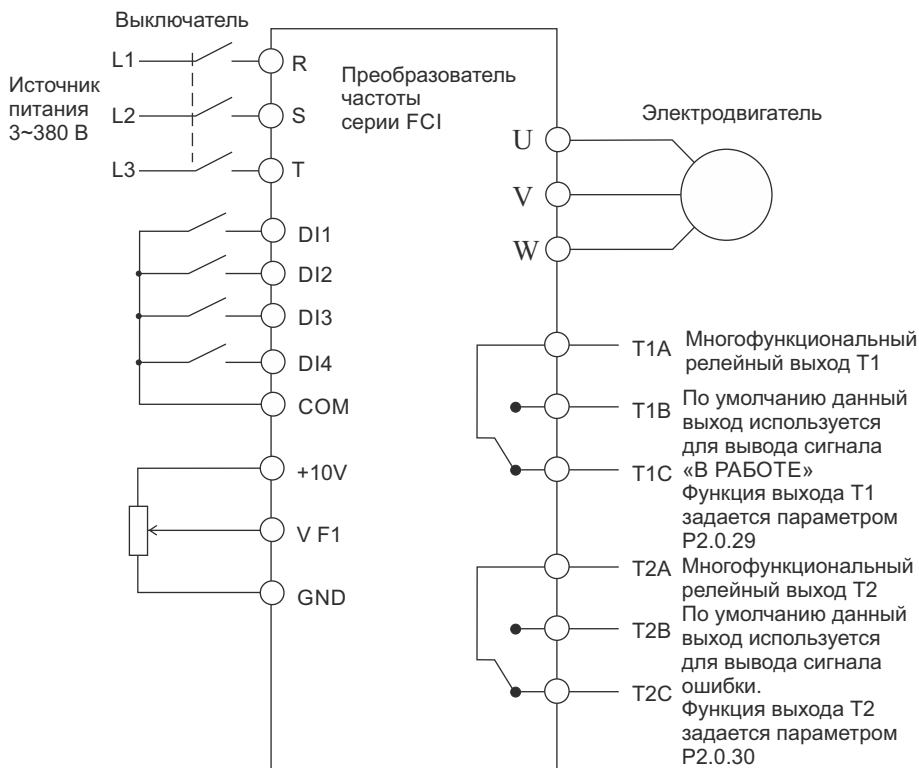 Выключатель
L1
L2
L3
Источник
питания
3~380 В
R
S
T
Преобразователь
частоты
серии FCI
Электродвигатель
U
V
W
DI1
DI2
DI3
DI4
COM
+10V
V F1
GND
T1A
T1B
T1C
Многофункциональный
релейный выход T1
По умолчанию данный
выход используется
для вывода сигнала
«В РАБОТЕ»
Функция выхода T1
задается параметром
P2.0.29
T2A
T2B
T2C
Многофункциональный
релейный выход T2
По умолчанию данный
выход используется
для вывода сигнала
ошибки.
Функция выхода T2
задается параметром
P2.0.30